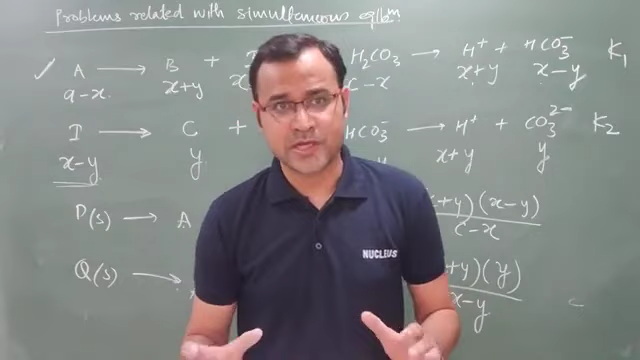 Problems related with simultaneous eqlbᵐ.
✓ A → B + I H₂CO₃ → H⁺ + HCO₃⁻ K₁
a-x x+y x c-x x+y x-y
I → C + HCO₃⁻ → H⁺ + CO₃²⁻ K₂
x-y y x+y y
P(s) → A +y) (x-y)
c-x
Q(s) → +y) (y)
x-y
NUCLEUS